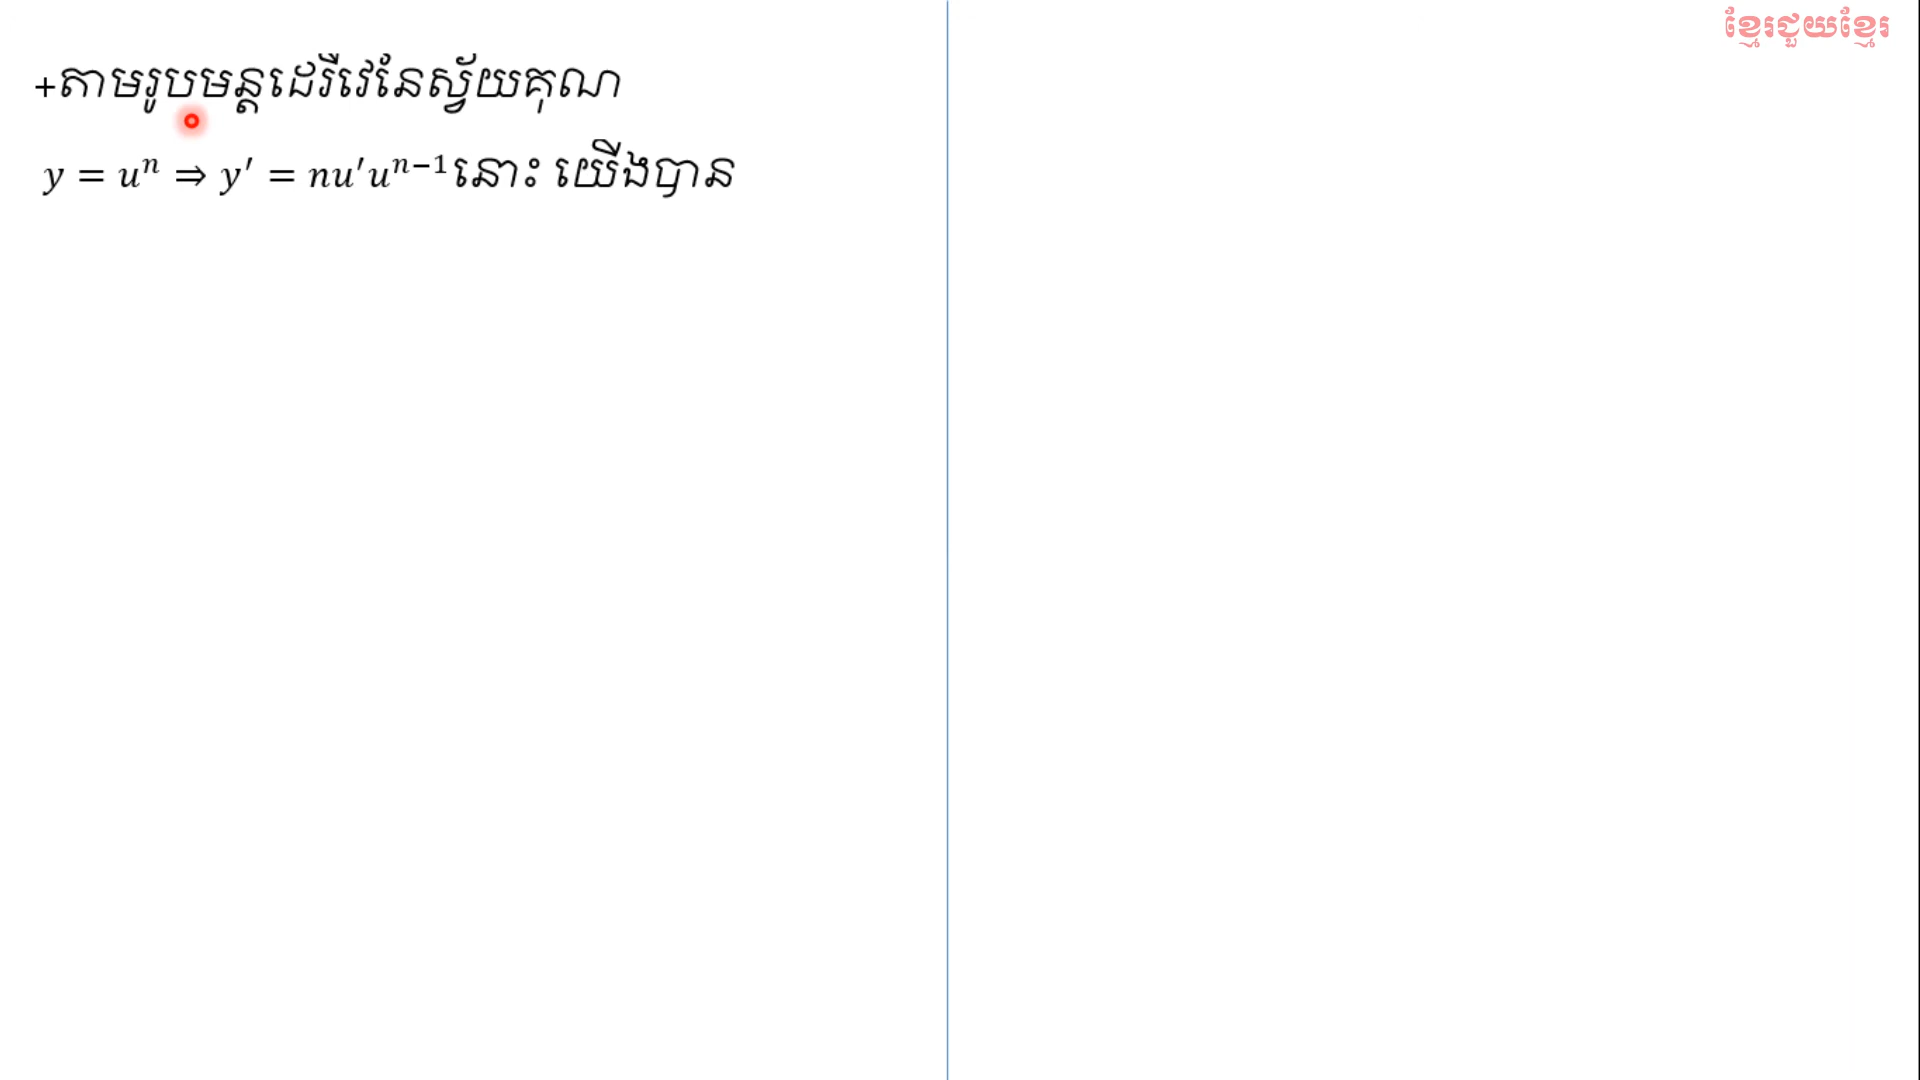 ខ្មែរជួយខ្មែរ
+តាមរូបមន្តដេរីវេនៃស្វ័យគុណ
y = uⁿ ⇒ y′ = nu′uⁿ⁻¹នោះ យើងបាន